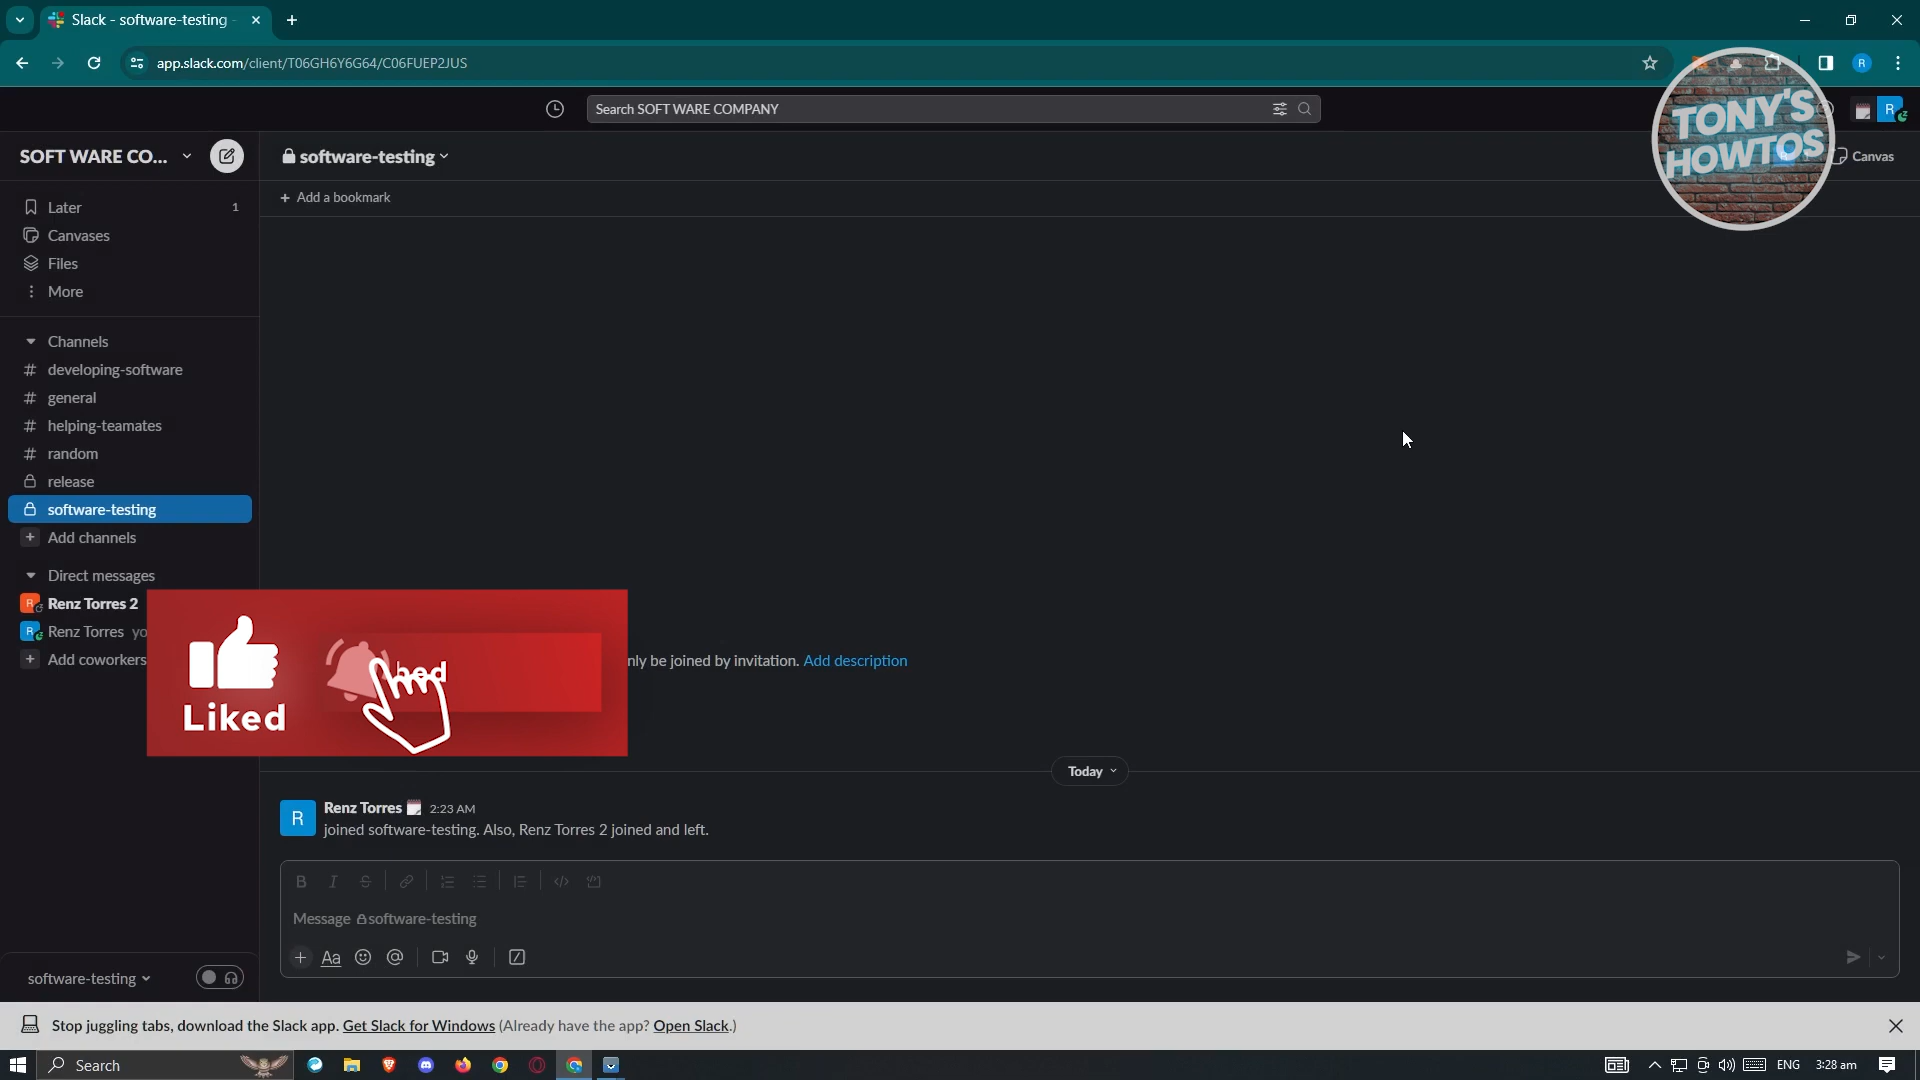 Slack - software-testing -
app.slack.com/client/T06GH6Y6G64/C06FUEP2JUS
R
Search SOFT WARE COMPANY
R
TONY'S
HOWTOS
SOFT WARE CO...
software-testing
Canvas
Add a bookmark
Later 1
Canvases
Files
More
Channels
# developing-software
# general
# helping-teamates
# random
release
software-testing
+ Add channels
Direct messages
R Renz Torres 2
R Renz Torres yo
+ Add coworkers
Liked
nly be joined by invitation. Add description
Today
R
Renz Torres 2:23 AM
joined software-testing. Also, Renz Torres 2 joined and left.
B I S
Message software-testing
+ Aa @
software-testing
Stop juggling tabs, download the Slack app. Get Slack for Windows (Already have the app? Open Slack.)
Search
ENG 3:28 am